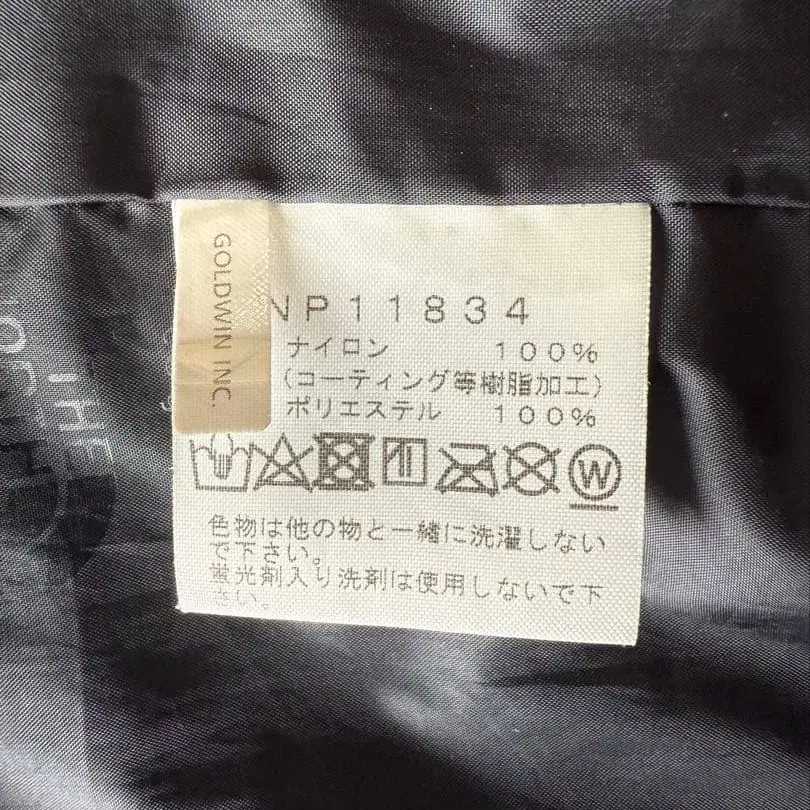 GOLDWIN INC.
NP11834
ナイロン 100%
(コーティング等樹脂加工)
ポリエステル 100%
W
色物は他の物と一緒に洗濯しない
で下さい。
蛍光剤入り洗剤は使用しないで下
さい。
THE